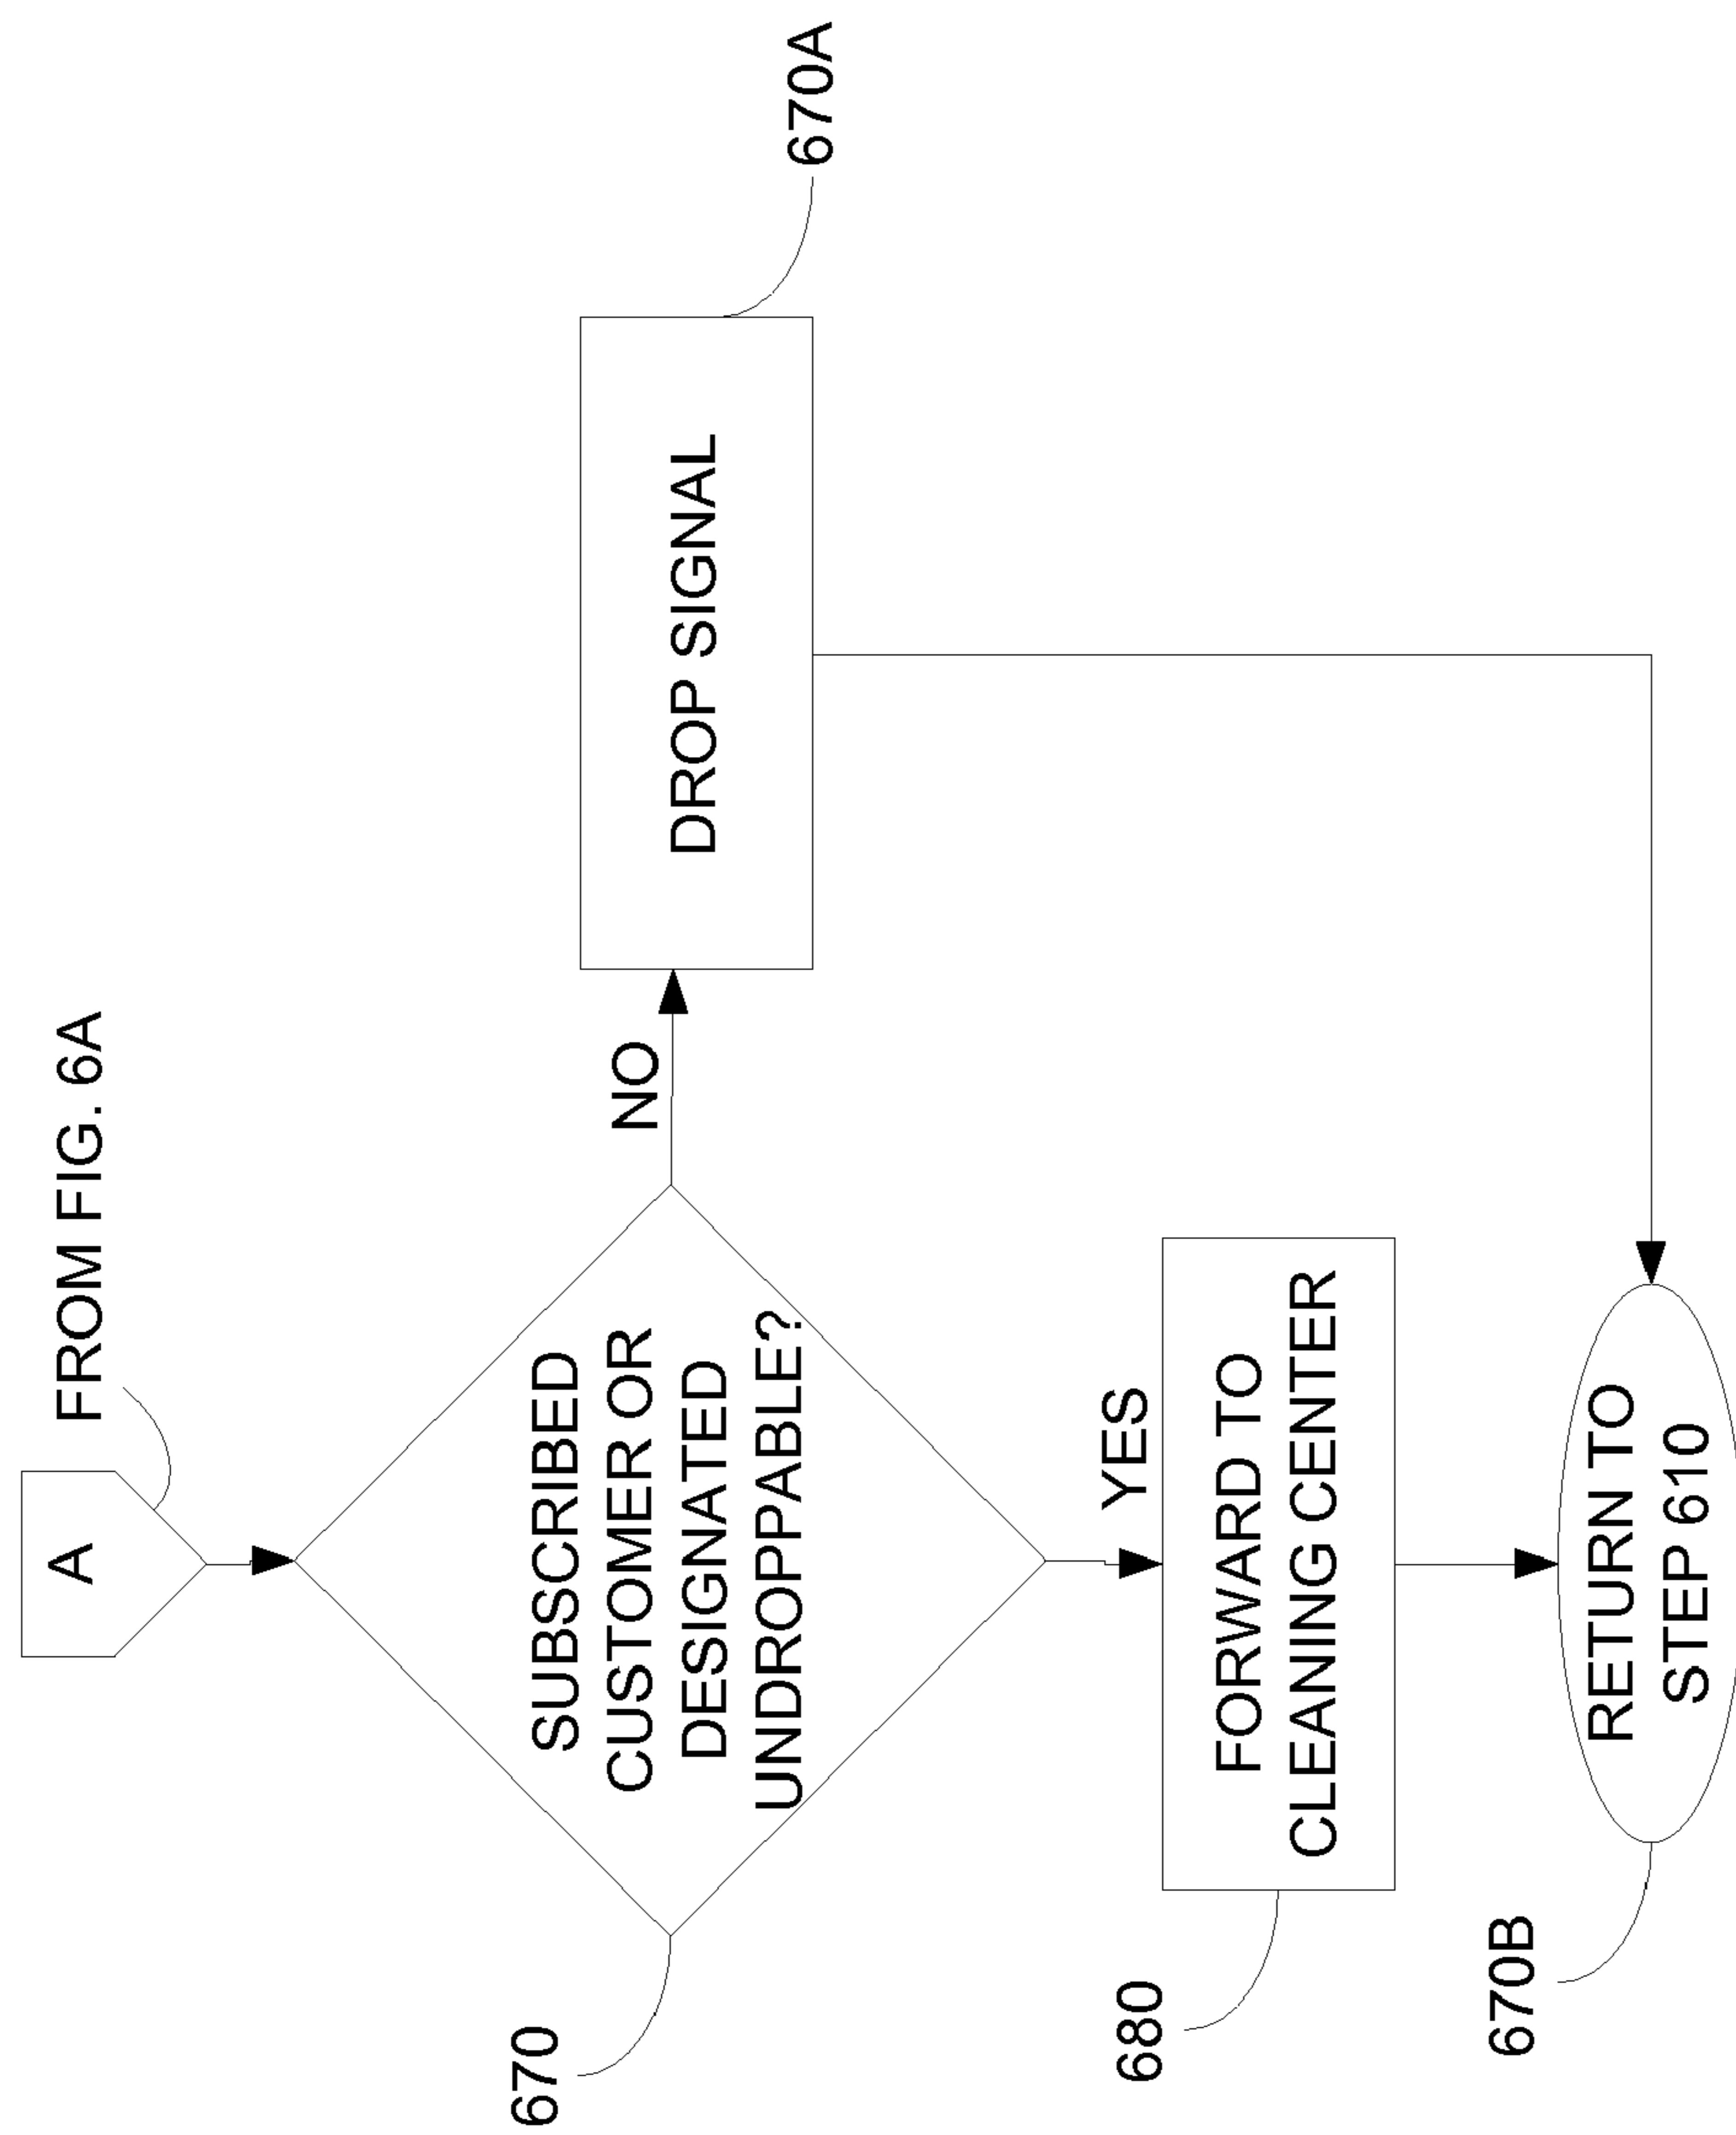 A
FROM FIG. 6A
670
SUBSCRIBED
CUSTOMER OR
DESIGNATED
UNDROPPABLE?
NO
DROP SIGNAL
670A
YES
680
FORWARD TO
CLEANING CENTER
670B
RETURN TO
STEP 610